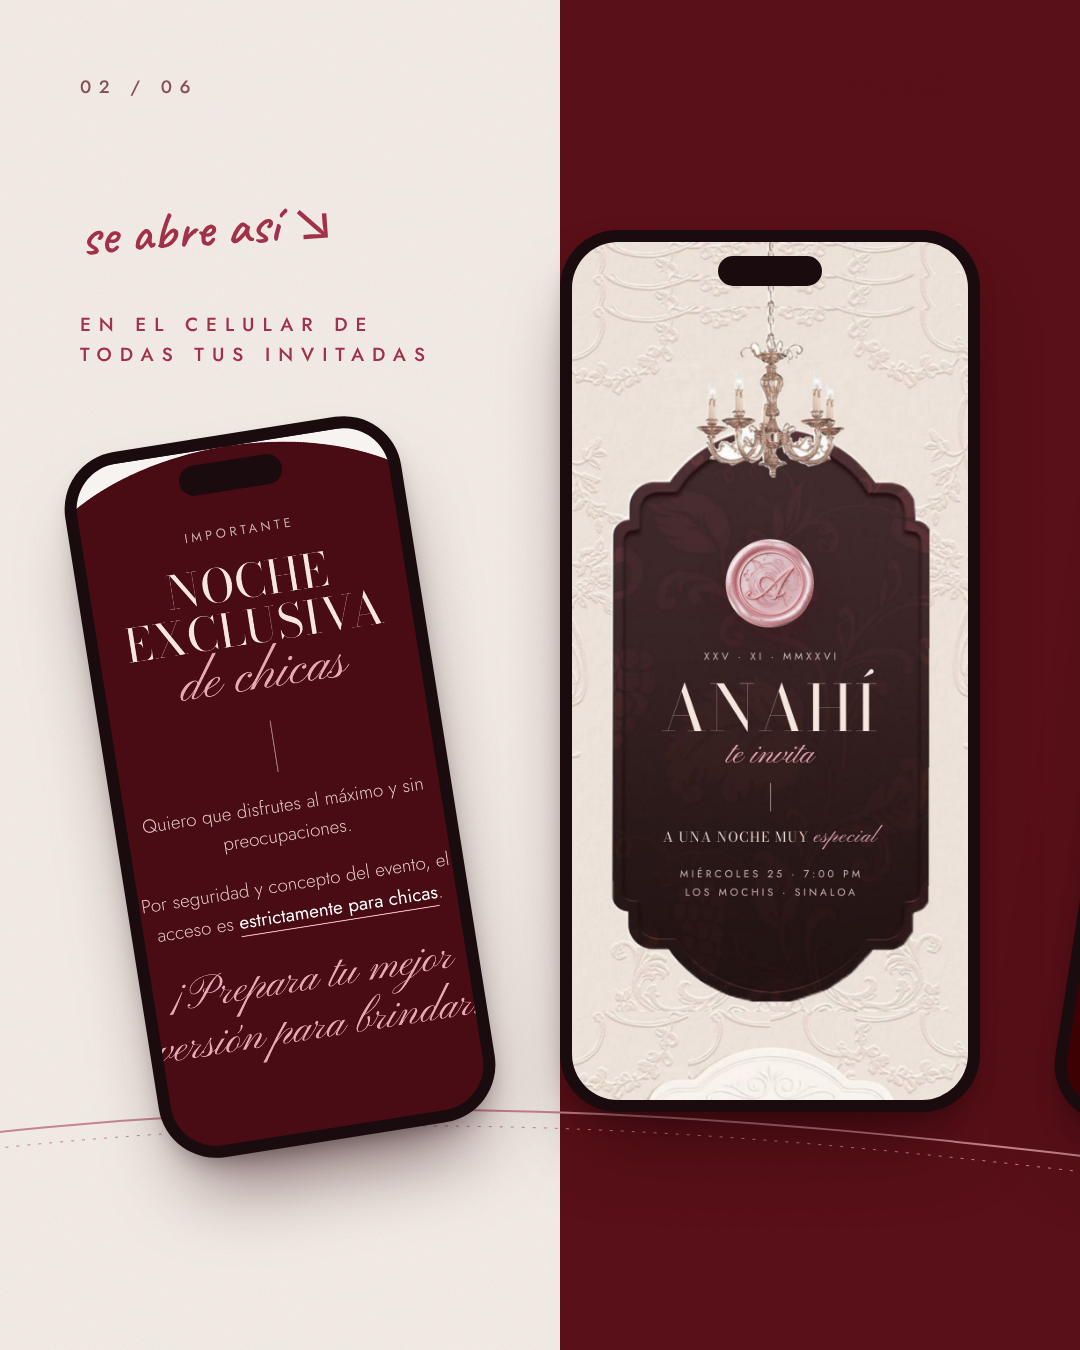 02 / 06
se abre así
EN EL CELULAR DE
TODAS TUS INVITADAS
IMPORTANTE
NOCHE
EXCLUSIVA
de chicas
Quiero que disfrutes al máximo y sin
preocupaciones.
Por seguridad y concepto del evento, el
acceso es estrictamente para chicas.
¡Prepara tu mejor
versión para brindar!
A
XXV · XI · MMXXVI
ANAHÍ
te invita
A UNA NOCHE MUY especial
MIÉRCOLES 25 · 7:00 PM
LOS MOCHIS · SINALOA